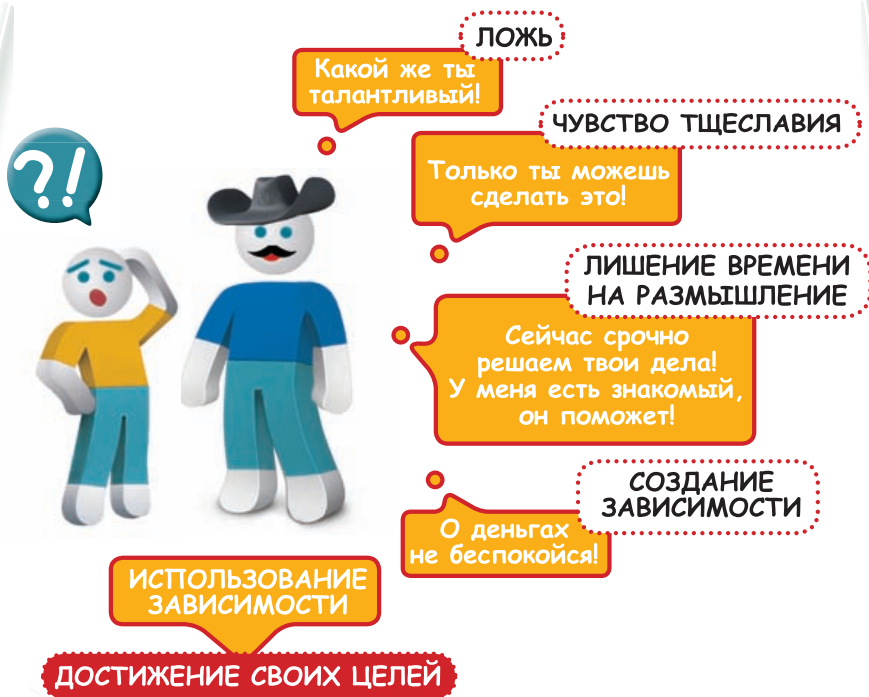 ЛОЖЬ
Какой же ты
талантливый!
ЧУВСТВО ТЩЕСЛАВИЯ
Только ты можешь
сделать это!
?!
ЛИШЕНИЕ ВРЕМЕНИ
НА РАЗМЫШЛЕНИЕ
Сейчас срочно
решаем твои дела!
У меня есть знакомый,
он поможет!
СОЗДАНИЕ
ЗАВИСИМОСТИ
О деньгах
не беспокойся!
ИСПОЛЬЗОВАНИЕ
ЗАВИСИМОСТИ
ДОСТИЖЕНИЕ СВОИХ ЦЕЛЕЙ